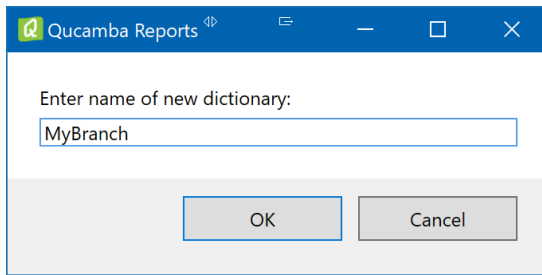 Qucamba Reports
Enter name of new dictionary:
MyBranch
OK
Cancel